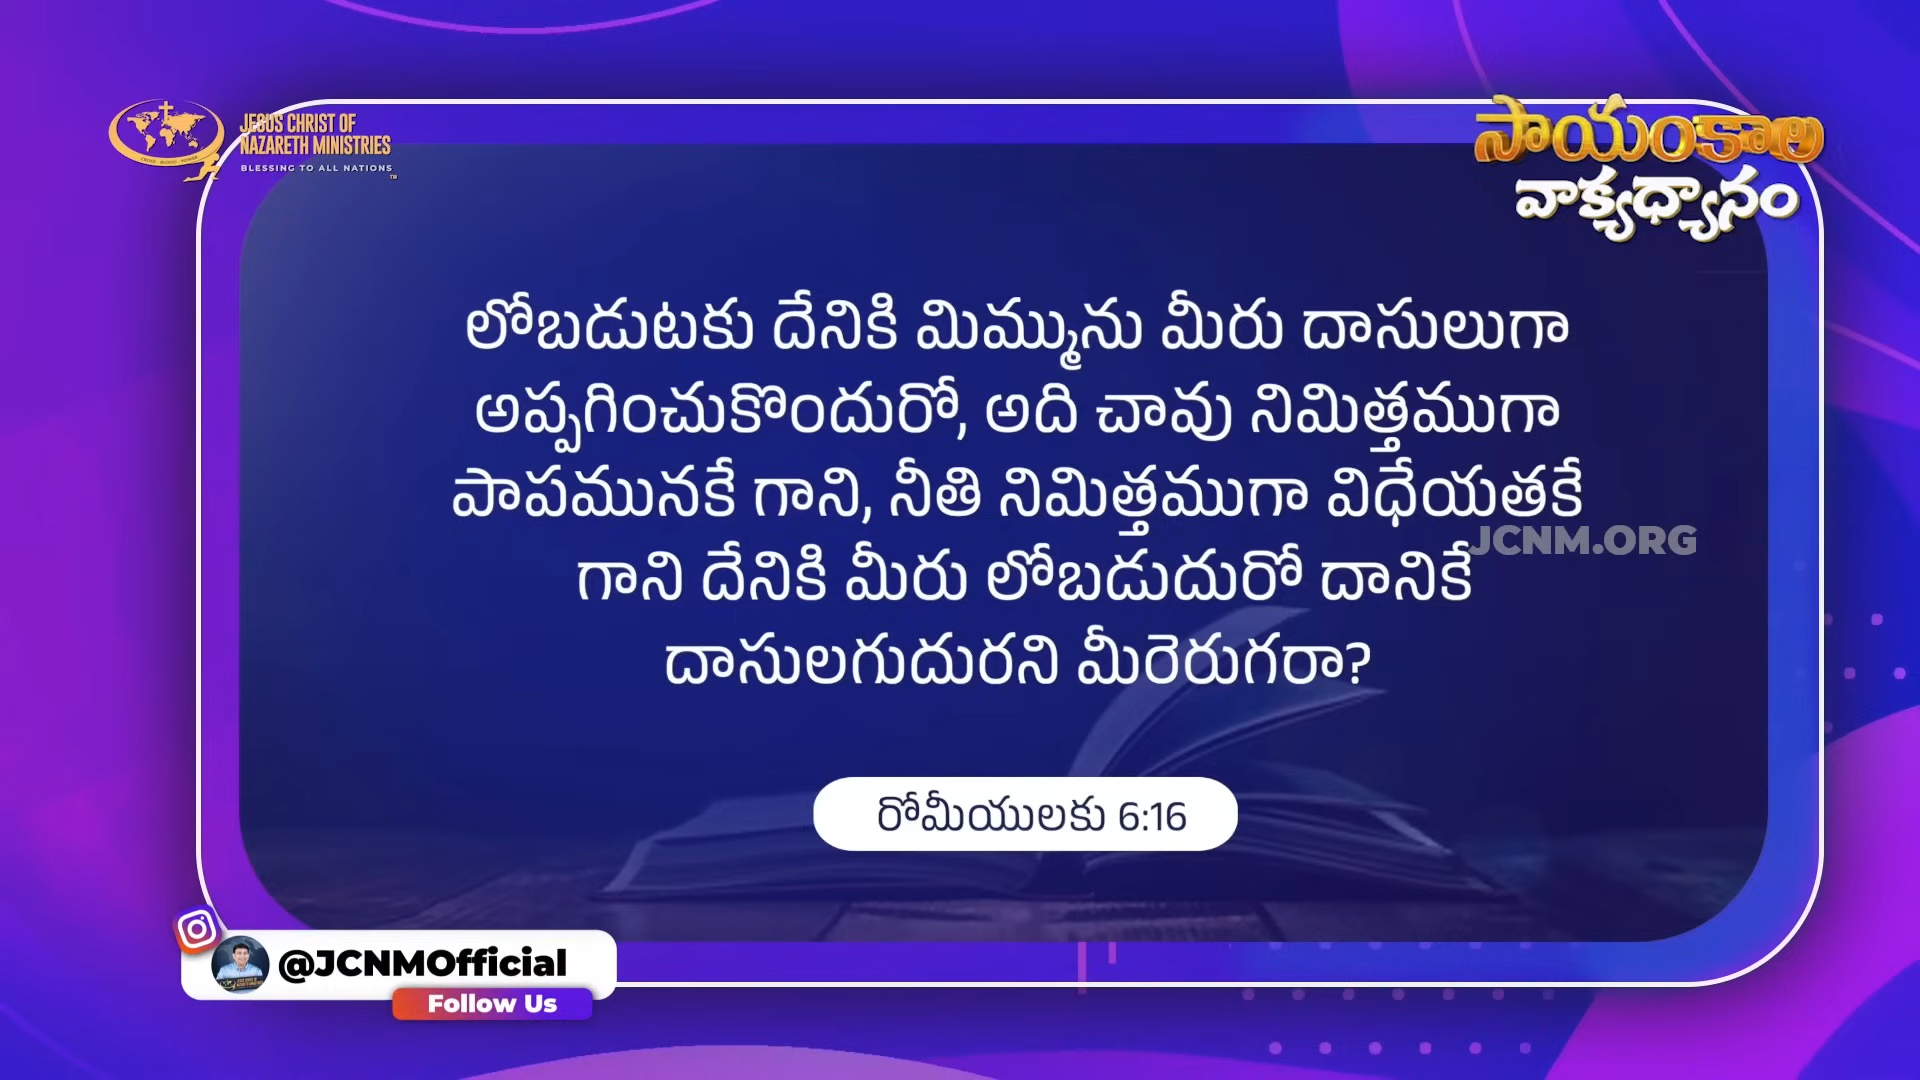 JESUS CHRIST OF
NAZARETH MINISTRIES
BLESSING TO ALL NATIONS
TM
సాయంకాల
వాక్యధ్యానం
లోబడుటకు దేనికి మిమ్మును మీరు దాసులుగా
అప్పగించుకొందురో, అది చావు నిమిత్తముగా
పాపమునకే గాని, నీతి నిమిత్తముగా విధేయతకే
JCNM.ORG
గాని దేనికి మీరు లోబడుదురో దానికే
దాసులగుదురని మీరెరుగరా?
రోమీయులకు 6:16
@JCNMOfficial
Follow Us